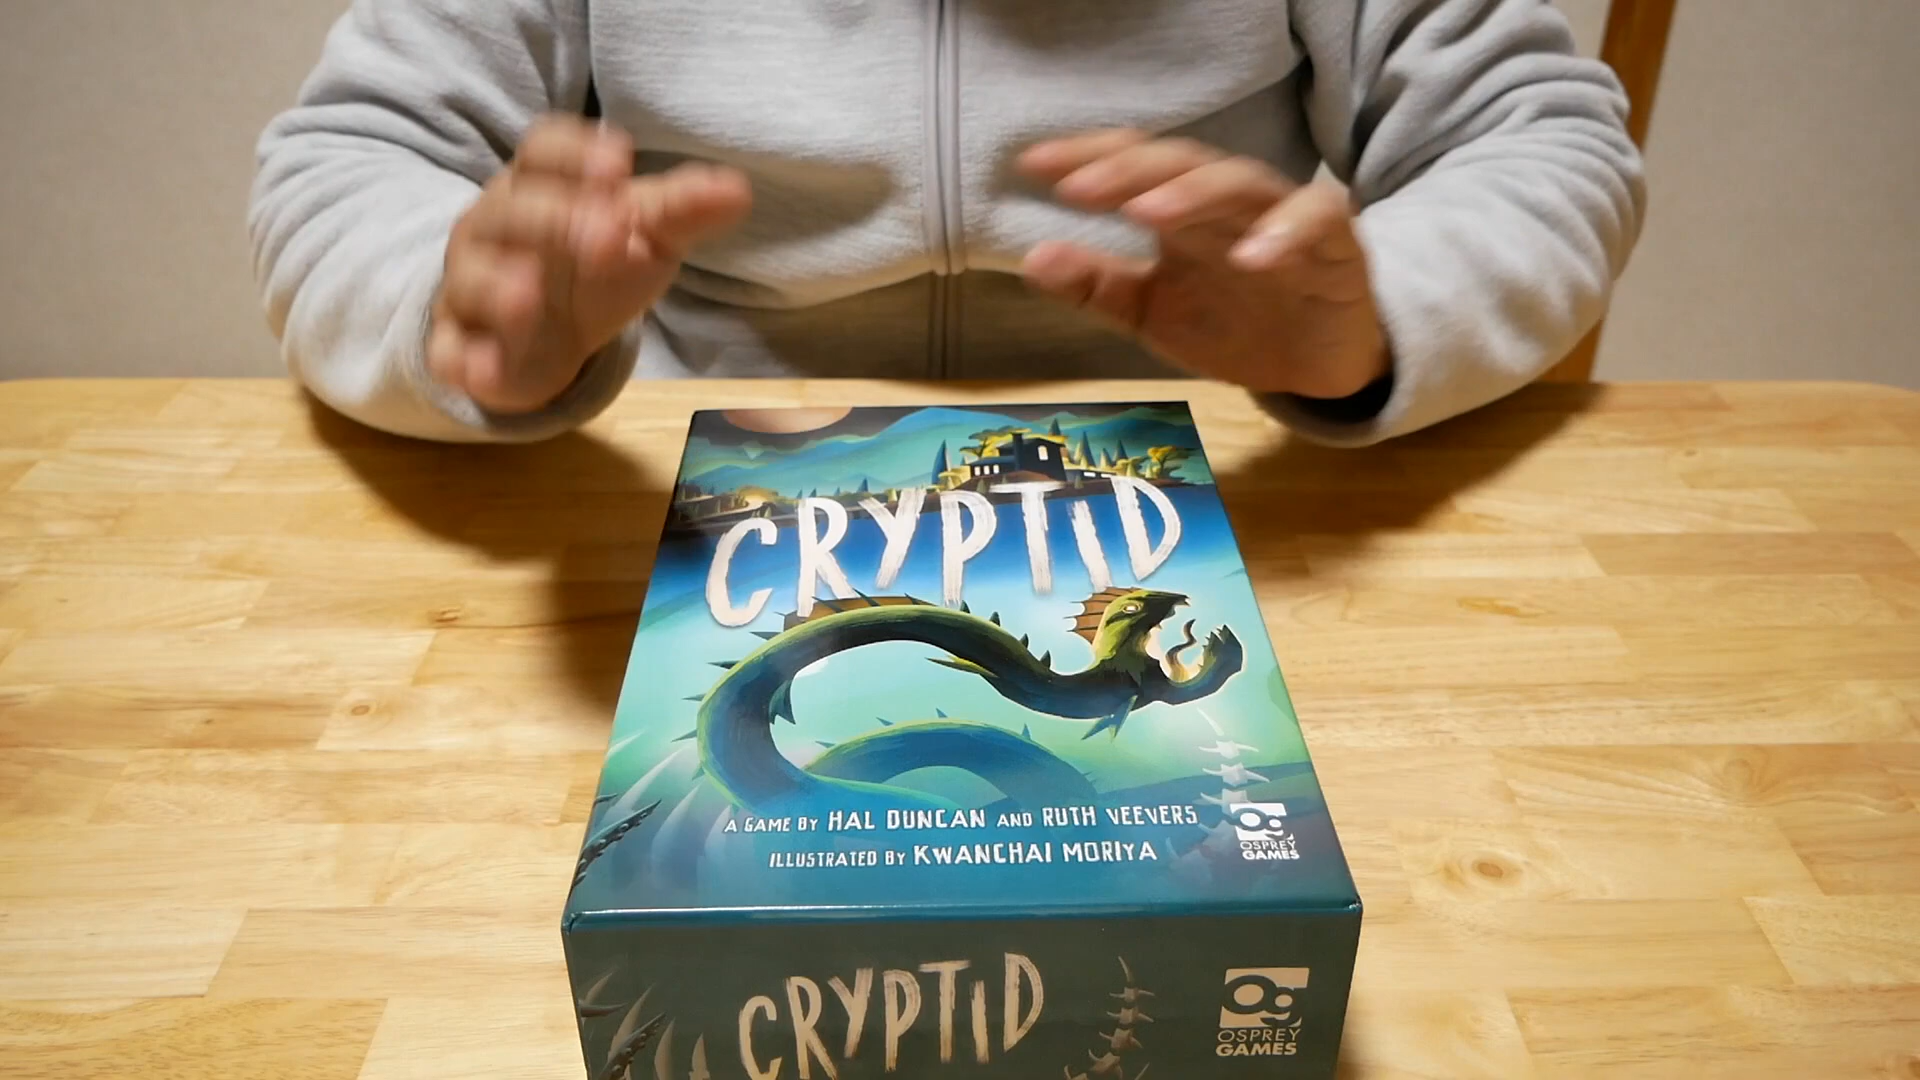 CRYPTID
A GAME BY HAL DUNCAN AND RUTH VEEVERS
ILLUSTRATED BY KWANCHAI MORIYA
OSPREY
GAMES
CRYPTID
OSPREY
GAMES